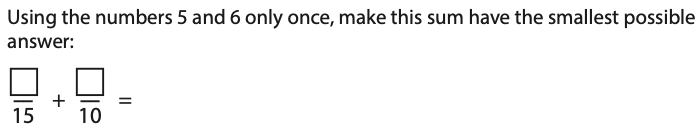 Using the numbers 5 and 6 only once, make this sum have the smallest possible
answer:
□/15 + □/10 =